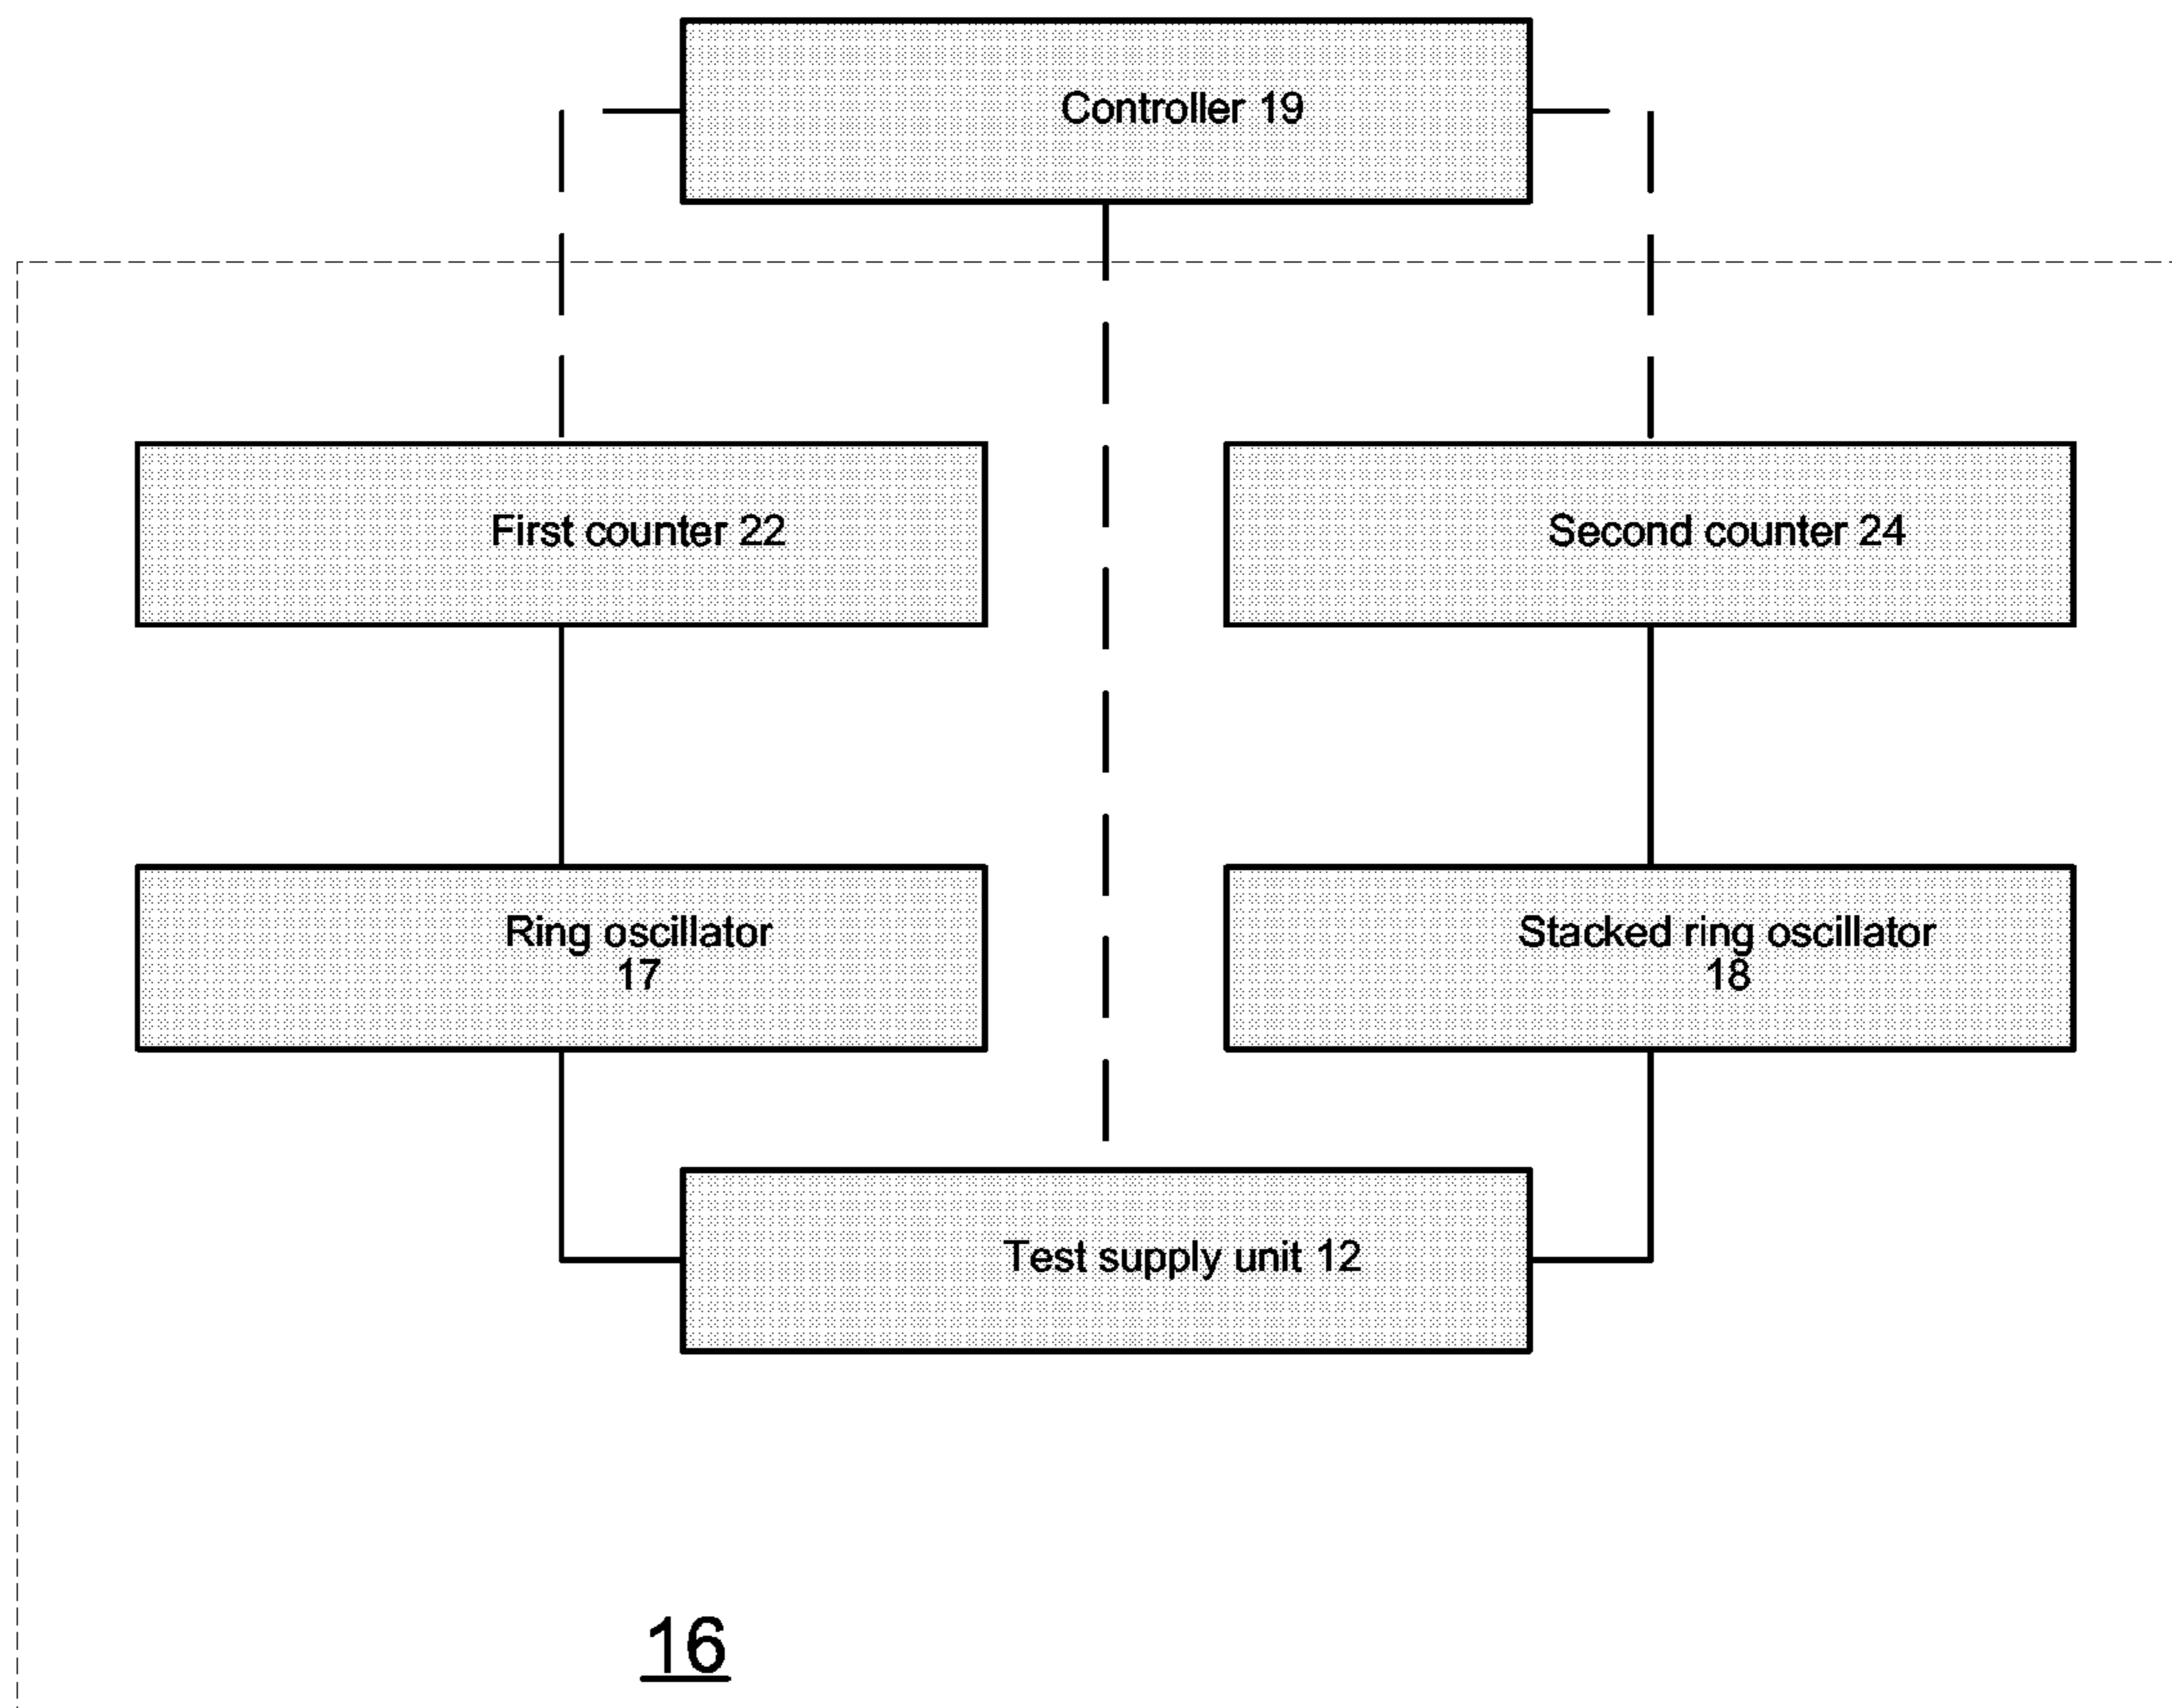 Controller 19
First counter 22
Second counter 24
Ring oscillator
17
Stacked ring oscillator
18
Test supply unit 12
16